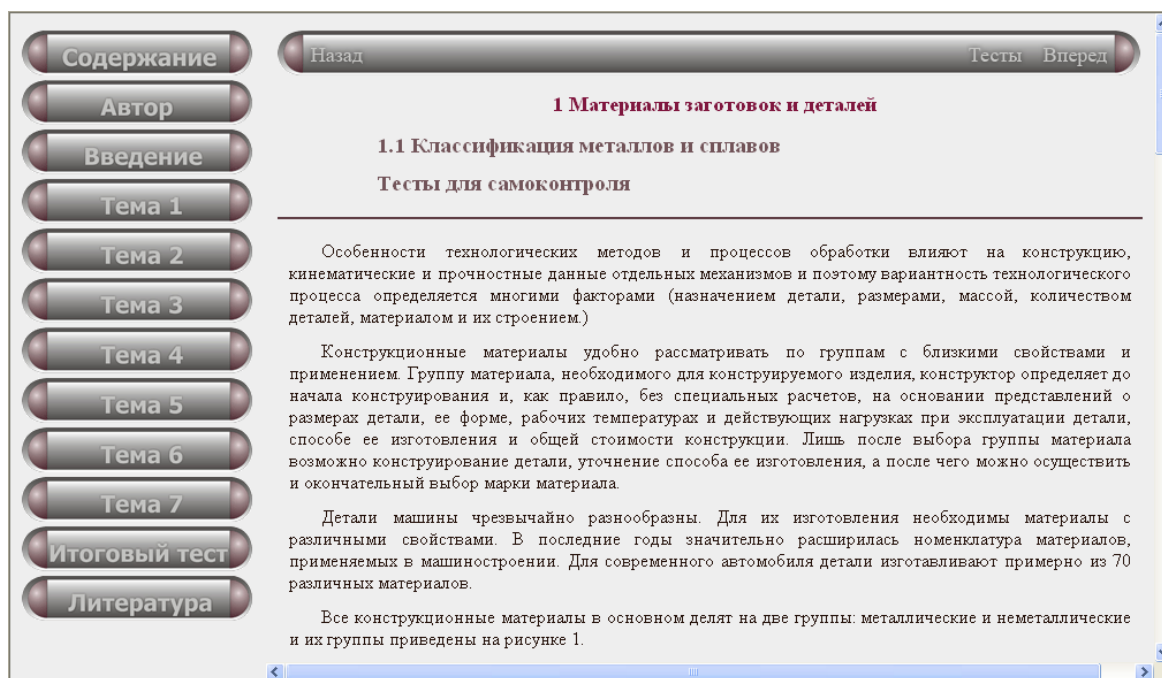 Содержание
Автор
Введение
Тема 1
Тема 2
Тема 3
Тема 4
Тема 5
Тема 6
Тема 7
Итоговый тест
Литература
Назад Тесты Вперед
1 Материалы заготовок и деталей
1.1 Классификация металлов и сплавов
Тесты для самоконтроля
Особенности технологических методов и процессов обработки влияют на конструкцию,
кинематические и прочностные данные отдельных механизмов и поэтому вариантность технологического
процесса определяется многими факторами (назначением детали, размерами, массой, количеством
деталей, материалом и их строением.)
Конструкционные материалы удобно рассматривать по группам с близкими свойствами и
применением. Группу материала, необходимого для конструируемого изделия, конструктор определяет до
начала конструирования и, как правило, без специальных расчетов, на основании представлений о
размерах детали, ее форме, рабочих температурах и действующих нагрузках при эксплуатации детали,
способе ее изготовления и общей стоимости конструкции. Лишь после выбора группы материала
возможно конструирование детали, уточнение способа ее изготовления, а после чего можно осуществить
и окончательный выбор марки материала.
Детали машины чрезвычайно разнообразны. Для их изготовления необходимы материалы с
различными свойствами. В последние годы значительно расширилась номенклатура материалов,
применяемых в машиностроении. Для современного автомобиля детали изготавливают примерно из 70
различных материалов.
Все конструкционные материалы в основном делят на две группы: металлические и неметаллические
и их группы приведены на рисунке 1.